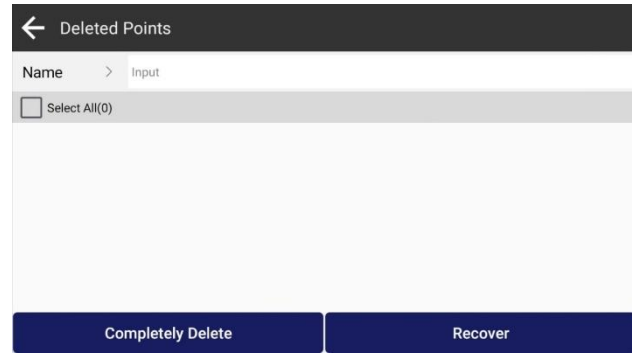 Deleted Points
Name > Input
Select All(0)
Completely Delete Recover